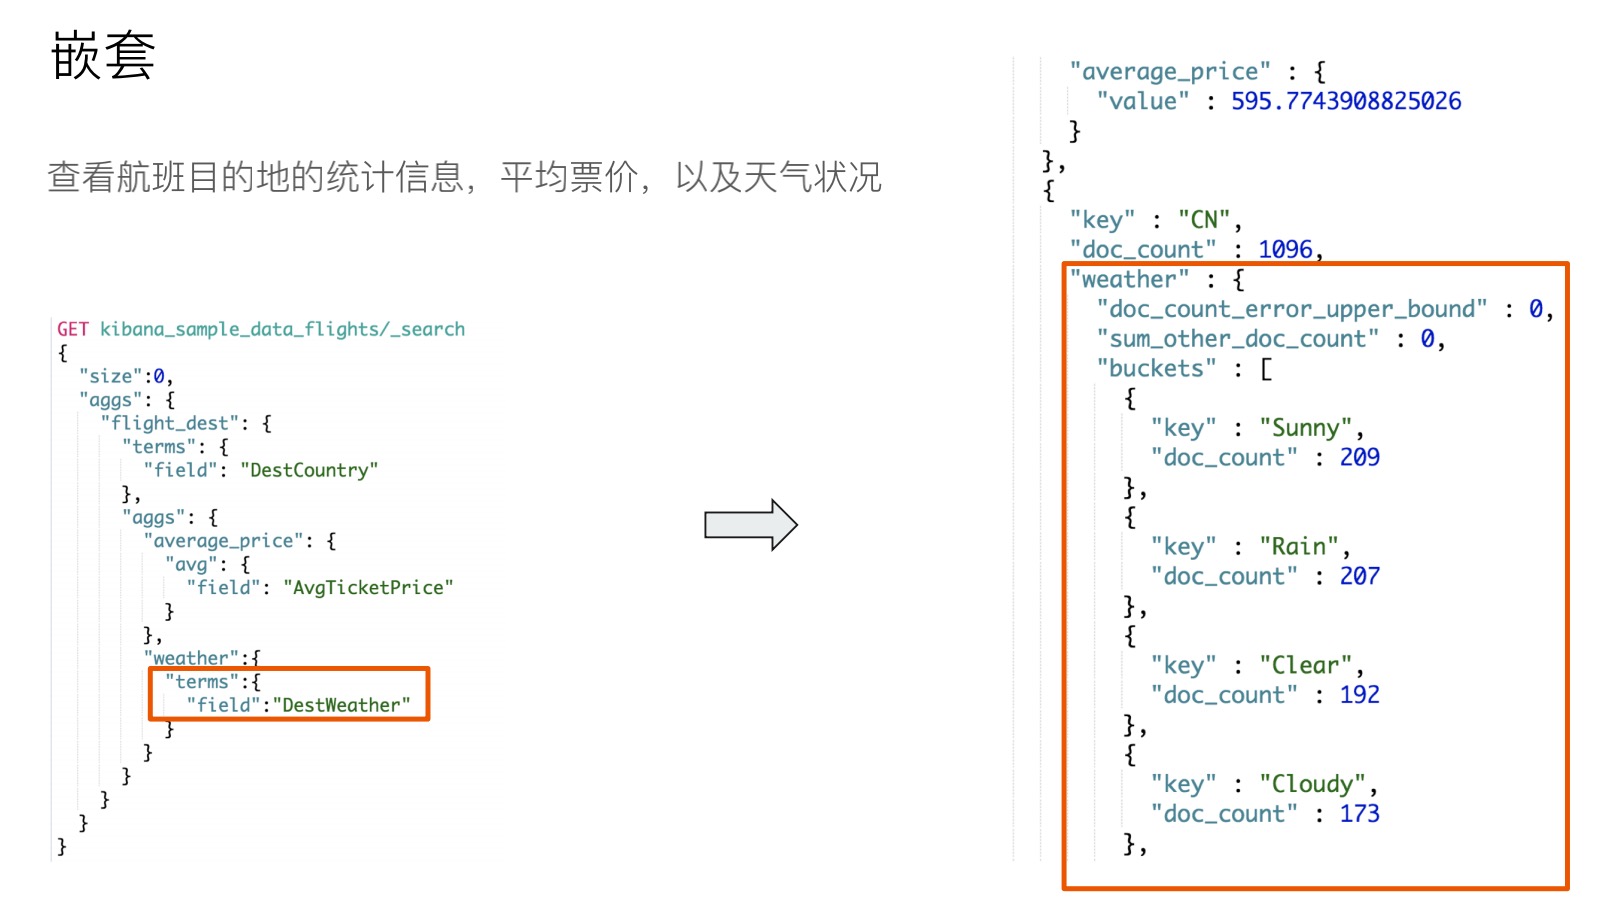 嵌套
查看航班目的地的统计信息，平均票价，以及天气状况
GET kibana_sample_data_flights/_search
{
  "size":0,
  "aggs": {
    "flight_dest": {
      "terms": {
        "field": "DestCountry"
      },
      "aggs": {
        "average_price": {
          "avg": {
            "field": "AvgTicketPrice"
          }
        },
        "weather":{
          "terms":{
            "field":"DestWeather"
          }
        }
      }
    }
  }
}
"average_price" : {
  "value" : 595.7743908825026
}
},
{
  "key" : "CN",
  "doc_count" : 1096,
  "weather" : {
    "doc_count_error_upper_bound" : 0,
    "sum_other_doc_count" : 0,
    "buckets" : [
      {
        "key" : "Sunny",
        "doc_count" : 209
      },
      {
        "key" : "Rain",
        "doc_count" : 207
      },
      {
        "key" : "Clear",
        "doc_count" : 192
      },
      {
        "key" : "Cloudy",
        "doc_count" : 173
      },